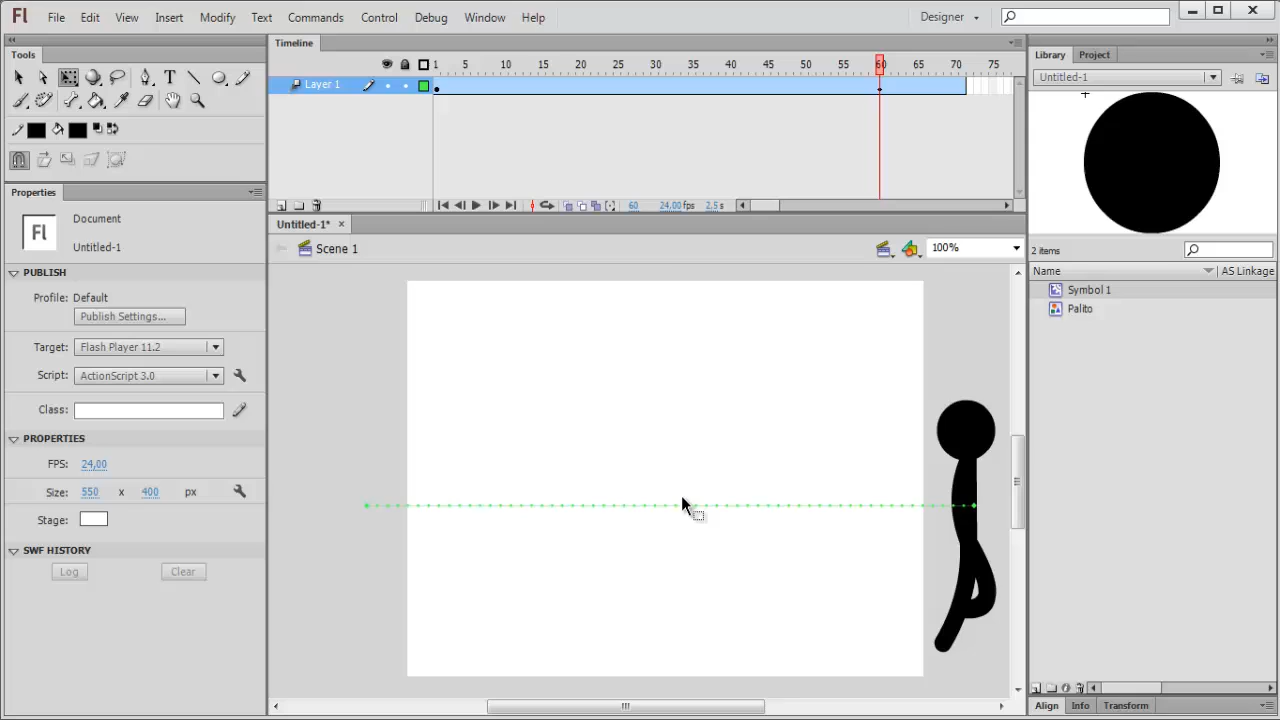 Fl File Edit View Insert Modify Text Commands Control Debug Window Help Designer
Tools
Timeline
Library Project
1 5 10 15 20 25 30 35 40 45 50 55 60 65 70 75
Untitled-1
Layer 1
Properties
60 24,00 fps 2,5 s
Fl
Document
Untitled-1
Untitled-1*
Scene 1
100%
2 items
Name AS Linkage
Symbol 1
Palito
PUBLISH
Profile: Default
Publish Settings...
Target: Flash Player 11.2
Script: ActionScript 3.0
Class:
PROPERTIES
FPS: 24,00
Size: 550 x 400 px
Stage:
SWF HISTORY
Log Clear
Align Info Transform